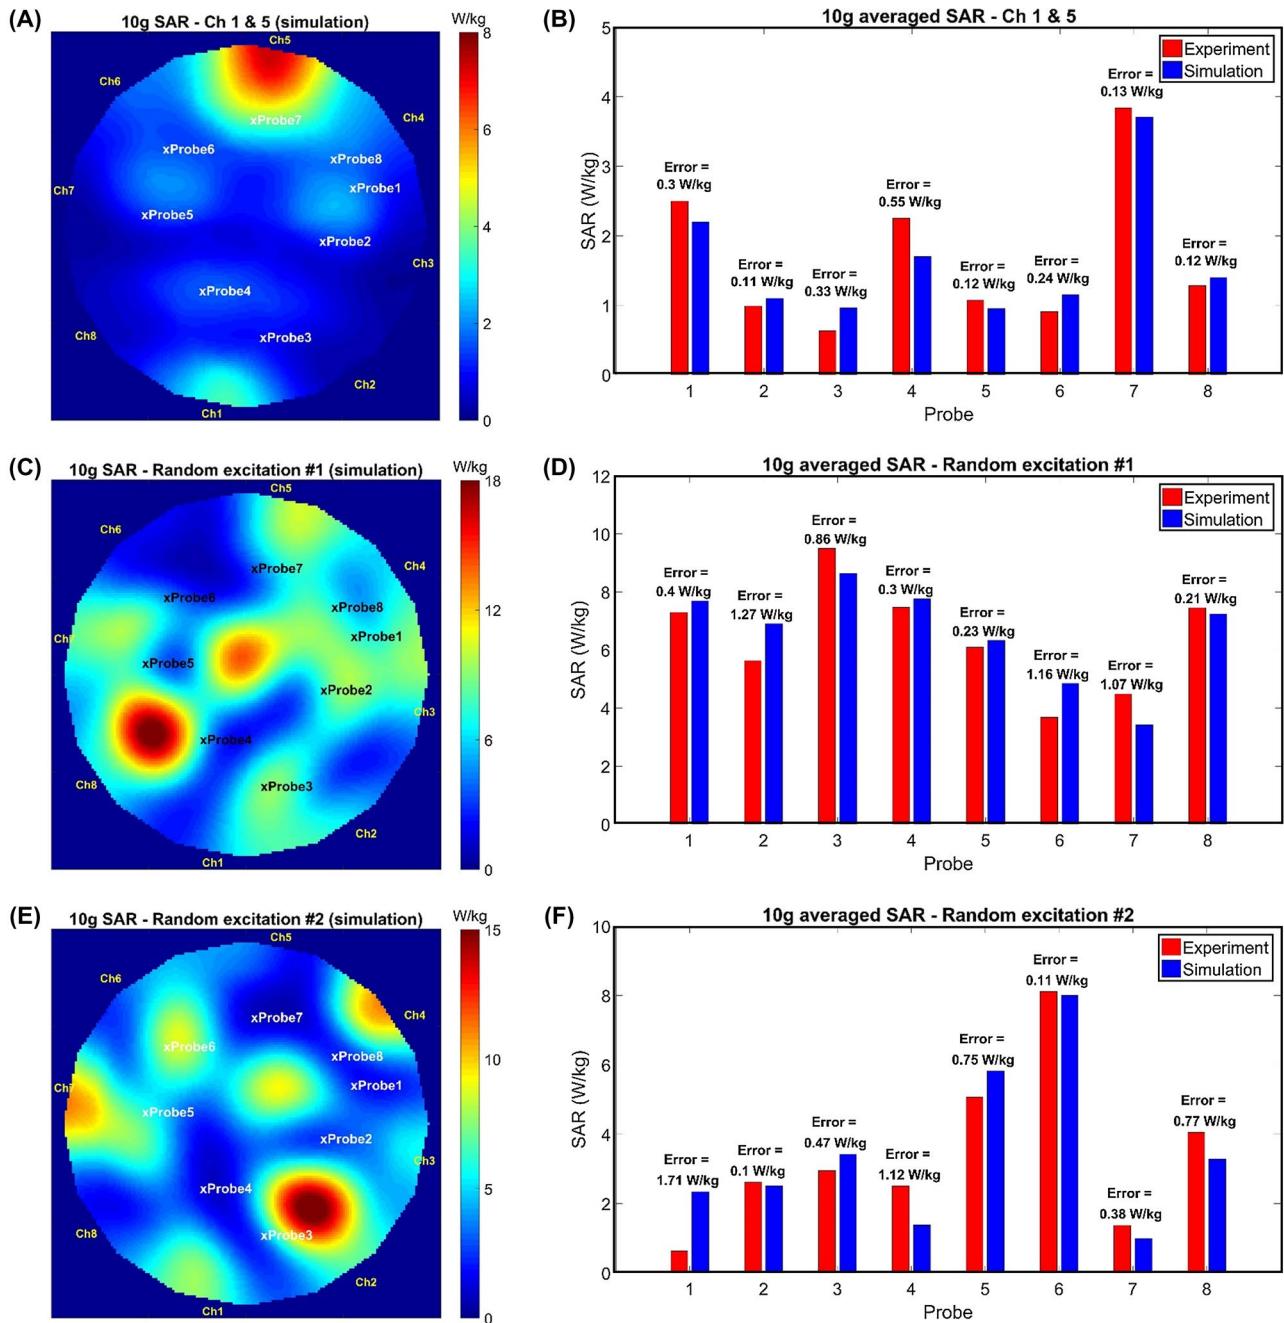 (A)
10g SAR - Ch 1 & 5 (simulation)
W/kg
Ch5
8
Ch6
Ch4
xProbe7
6
xProbe6
xProbe8
Ch7
xProbe1
xProbe5
4
xProbe2
Ch3
xProbe4
Ch8
xProbe3
2
Ch2
Ch1
0
(B)
10g averaged SAR - Ch 1 & 5
Experiment
Simulation
SAR (W/kg)
5
4
3
2
1
0
Error =
0.3 W/kg
Error =
0.11 W/kg
Error =
0.33 W/kg
Error =
0.55 W/kg
Error =
0.12 W/kg
Error =
0.24 W/kg
Error =
0.13 W/kg
Error =
0.12 W/kg
1 2 3 4 5 6 7 8
Probe
(C)
10g SAR - Random excitation #1 (simulation)
W/kg
Ch5
18
Ch6
Ch4
xProbe7
xProbe6
xProbe8
12
Ch7
xProbe1
xProbe5
xProbe2
Ch3
xProbe4
6
Ch8
xProbe3
Ch2
Ch1
0
(D)
10g averaged SAR - Random excitation #1
Experiment
Simulation
SAR (W/kg)
12
10
8
6
4
2
0
Error =
0.4 W/kg
Error =
1.27 W/kg
Error =
0.86 W/kg
Error =
0.3 W/kg
Error =
0.23 W/kg
Error =
1.16 W/kg
Error =
1.07 W/kg
Error =
0.21 W/kg
1 2 3 4 5 6 7 8
Probe
(E)
10g SAR - Random excitation #2 (simulation)
W/kg
Ch5
15
Ch6
Ch4
xProbe7
xProbe6
xProbe8
10
Ch7
xProbe1
xProbe5
xProbe2
Ch3
xProbe4
5
Ch8
xProbe3
Ch2
Ch1
0
(F)
10g averaged SAR - Random excitation #2
Experiment
Simulation
SAR (W/kg)
10
8
6
4
2
0
Error =
1.71 W/kg
Error =
0.1 W/kg
Error =
0.47 W/kg
Error =
1.12 W/kg
Error =
0.75 W/kg
Error =
0.11 W/kg
Error =
0.38 W/kg
Error =
0.77 W/kg
1 2 3 4 5 6 7 8
Probe